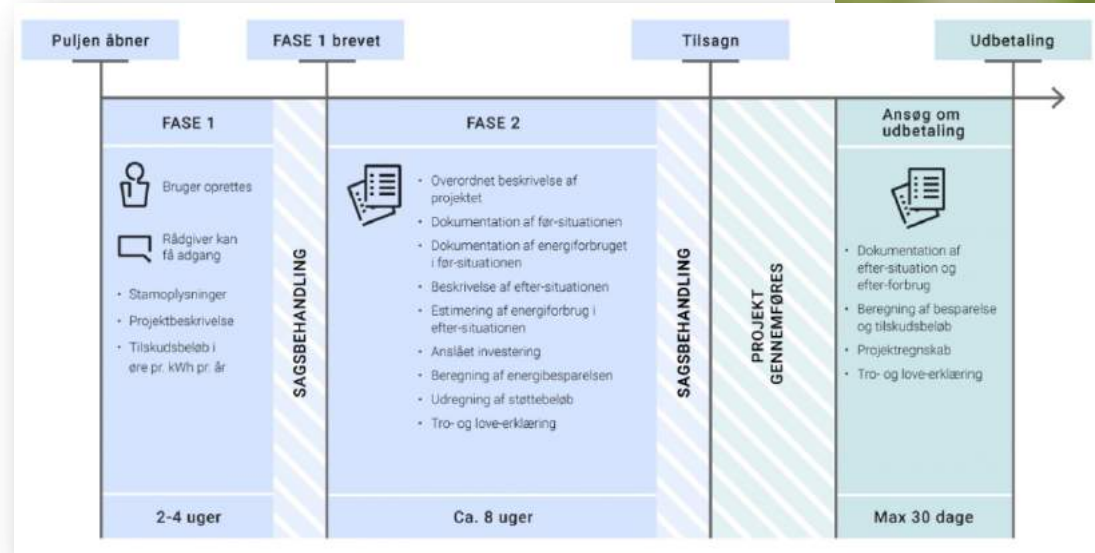 Puljen åbner
FASE 1 brevet
Tilsagn
Udbetaling
FASE 1
Bruger oprettes
Rådgiver kan
få adgang
• Stamoplysninger
• Projektbeskrivelse
• Tilskudsbeløb i
øre pr. kWh pr. år
2-4 uger
SAGSBEHANDLING
FASE 2
• Overordnet beskrivelse af
projektet
• Dokumentation af før-situationen
• Dokumentation af energiforbruget
i før-situationen
• Beskrivelse af efter-situationen
• Estimering af energiforbrug i
efter-situationen
• Anslået investering
• Beregning af energibesparelsen
• Udregning af støttebeløb
• Tro- og love-erklæring
Ca. 8 uger
SAGSBEHANDLING
PROJEKT
GENNEMFØRES
Ansøg om
udbetaling
• Dokumentation af
efter-situation og
efter-forbrug
• Beregning af besparelse
og tilskudsbeløb
• Projektregnskab
• Tro- og love-erklæring
Max 30 dage